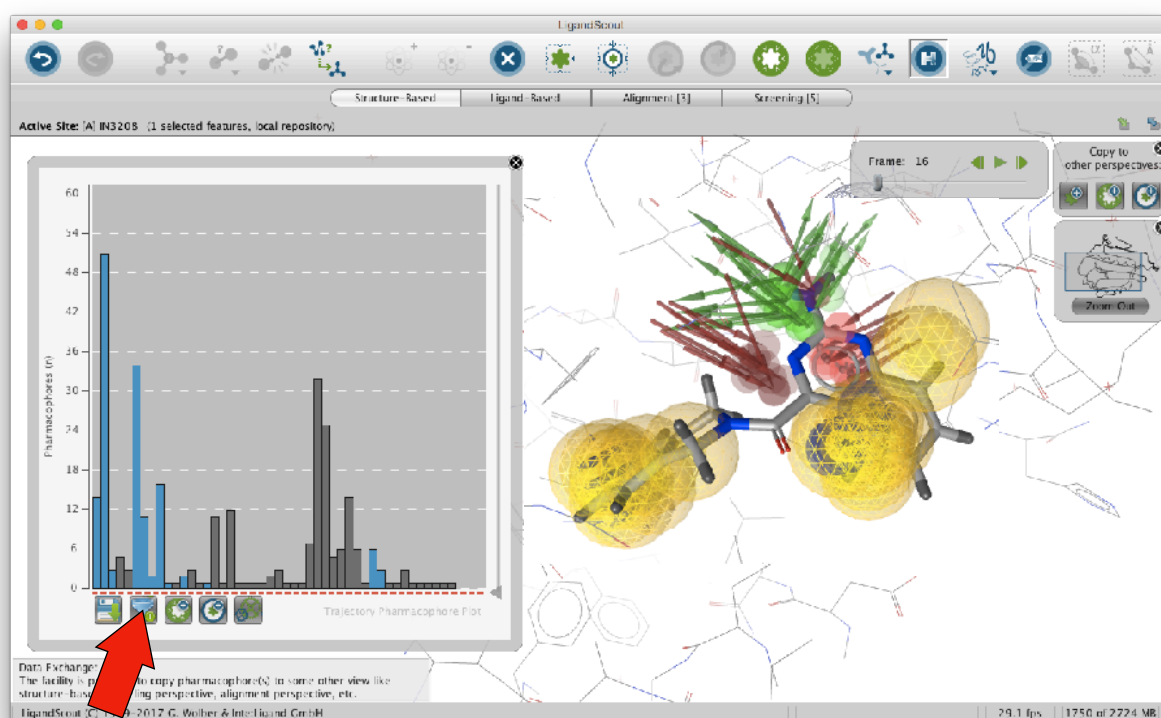 LigandScout
Structure-Based
Ligand-Based
Alignment [3]
Screening [5]
Active Site: [A] IN3208 (1 selected features, local repository)
Frame: 16
Copy to
other perspectives:
Zoom Out
60
54
48
42
36
30
24
18
12
6
0
Pharmacophores (n)
Trajectory Pharmacophore Plot
Data Exchange:
The facility is to copy pharmacophore(s) to some other view like
perspective, alignment perspective, etc.
LigandScout (C) 2017 G. Wolber & Inte:Ligand GmbH
29.1 fps
1750 of 2724 MB